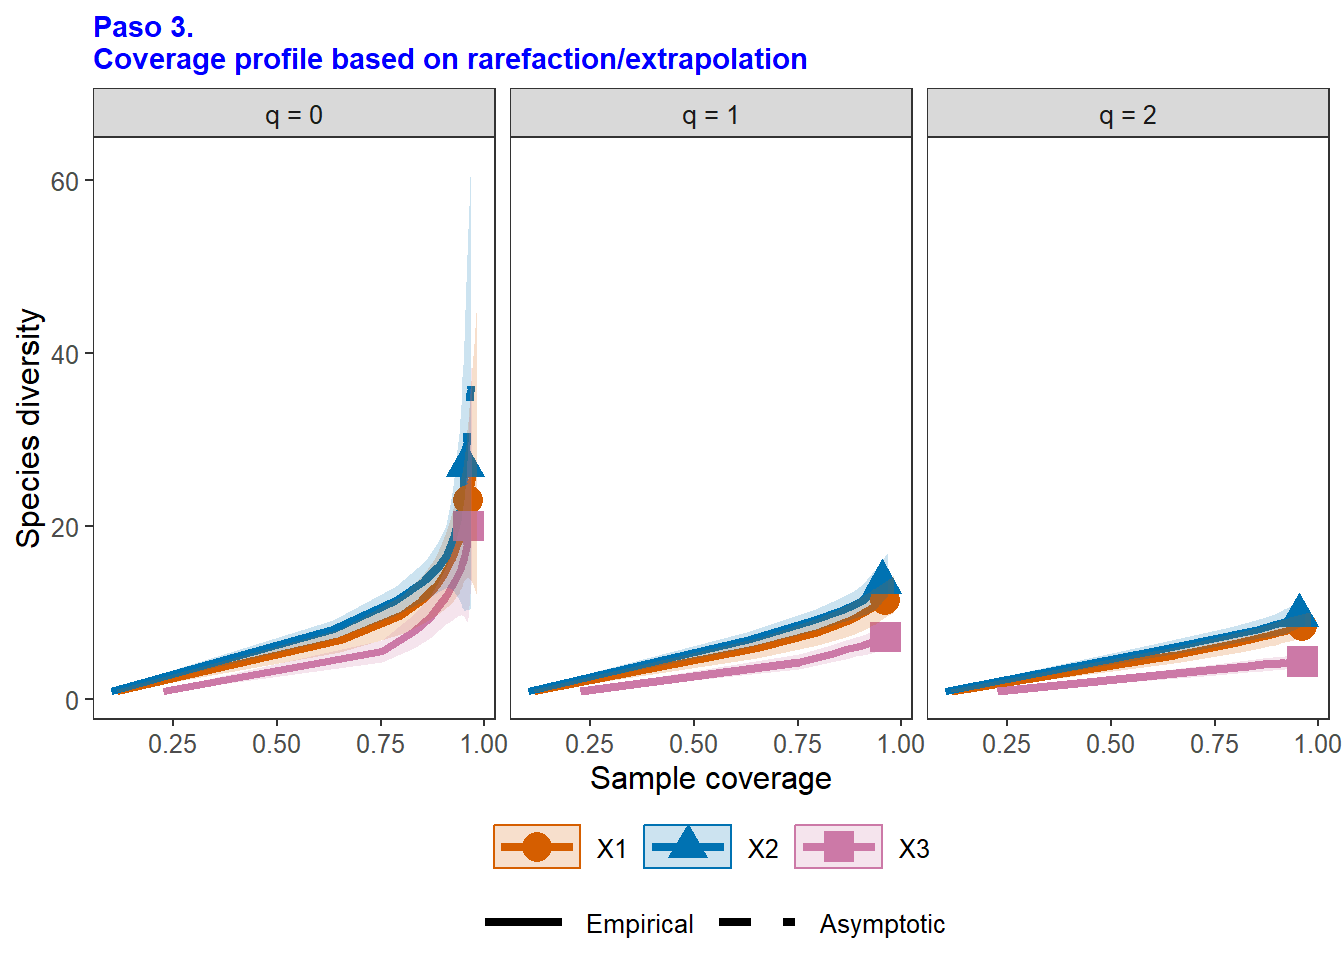 Paso 3.
Coverage profile based on rarefaction/extrapolation
q = 0 q = 1 q = 2
Species diversity
60
40
20
0
0.25 0.50 0.75 1.00 0.25 0.50 0.75 1.00 0.25 0.50 0.75 1.00
Sample coverage
X1 X2 X3
Empirical Asymptotic